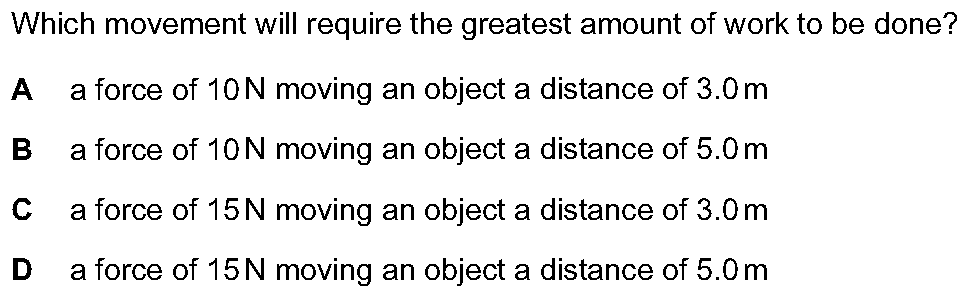 Which movement will require the greatest amount of work to be done?
A a force of 10 N moving an object a distance of 3.0 m
B a force of 10 N moving an object a distance of 5.0 m
C a force of 15 N moving an object a distance of 3.0 m
D a force of 15 N moving an object a distance of 5.0 m